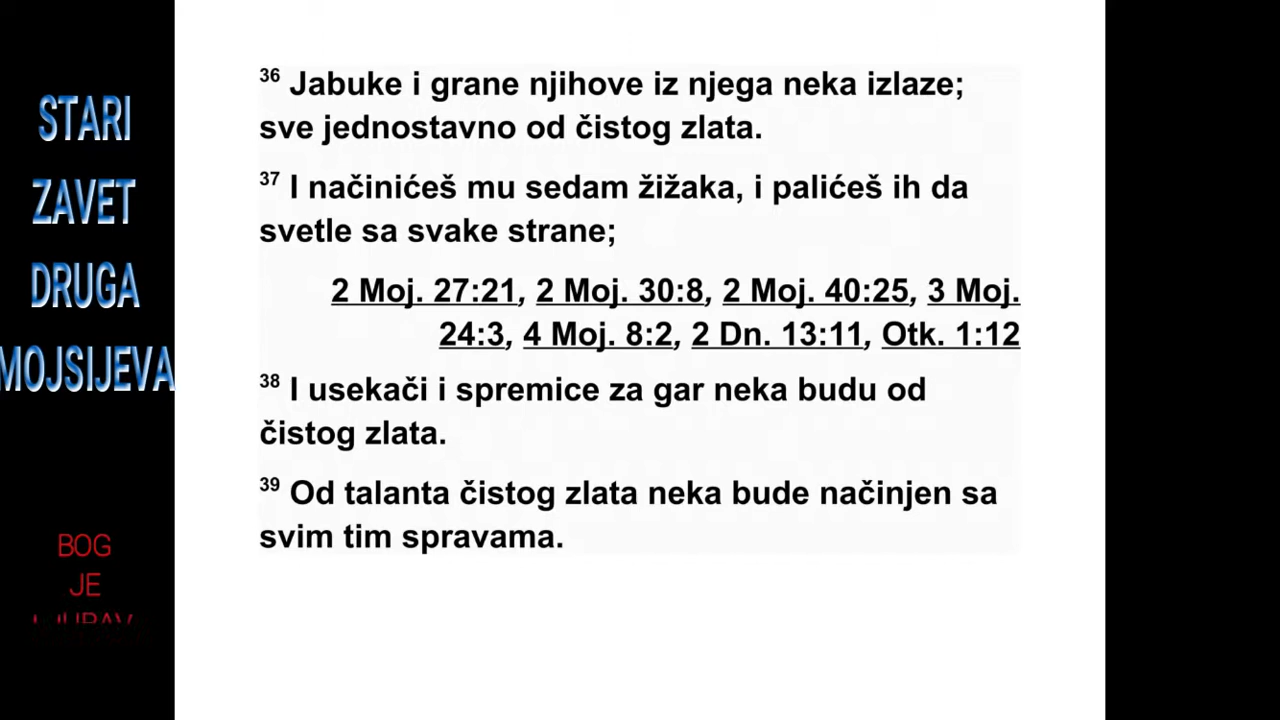 STARI
ZAVET
DRUGA
MOJSIJEVA
BOG
JE
LJUBAV
36 Jabuke i grane njihove iz njega neka izlaze;
sve jednostavno od čistog zlata.
37 I načinićeš mu sedam žižaka, i palićeš ih da
svetle sa svake strane;
2 Moj. 27:21, 2 Moj. 30:8, 2 Moj. 40:25, 3 Moj.
24:3, 4 Moj. 8:2, 2 Dn. 13:11, Otk. 1:12
38 I usekači i spremice za gar neka budu od
čistog zlata.
39 Od talanta čistog zlata neka bude načinjen sa
svim tim spravama.